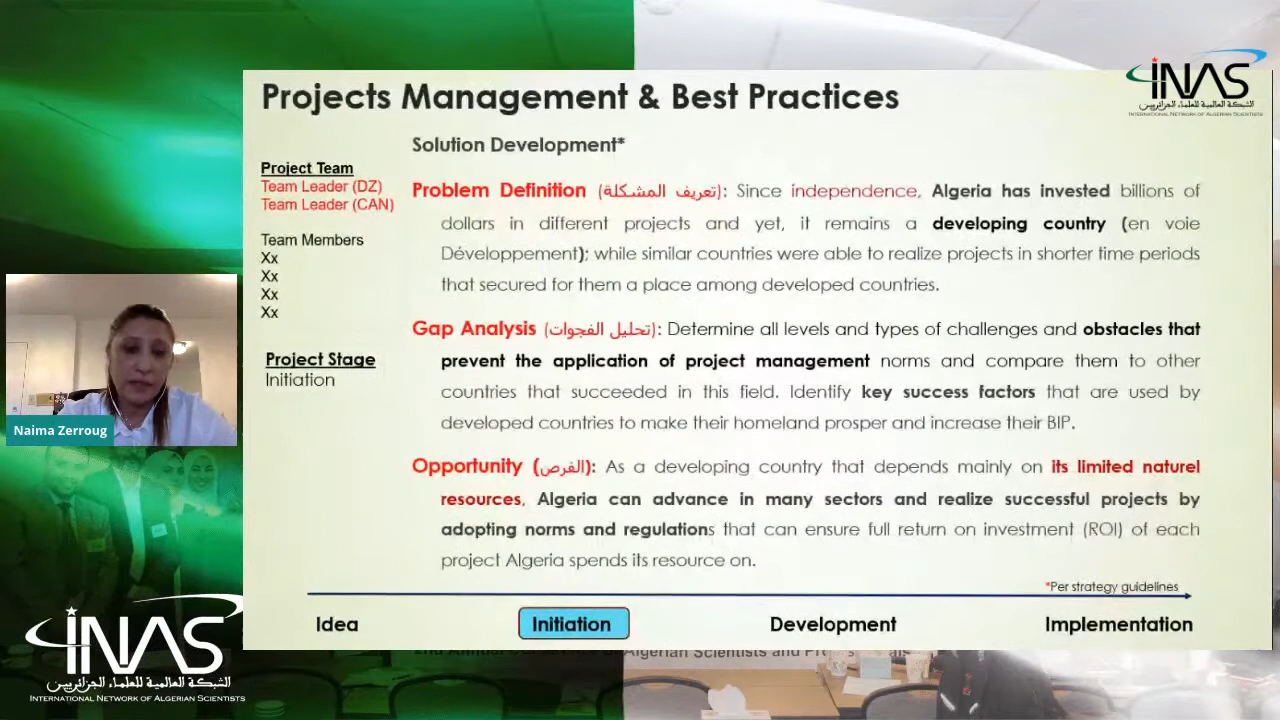 iNAS
الشبكة العالمية للعلماء الجزائريين
INTERNATIONAL NETWORK OF ALGERIAN SCIENTISTS
Projects Management & Best Practices
Solution Development*
Project Team
Team Leader (DZ)
Team Leader (CAN)
Team Members
Xx
Xx
Xx
Xx
Project Stage
Initiation
Problem Definition (تعريف المشكلة): Since independence, Algeria has invested billions of
dollars in different projects and yet, it remains a developing country (en voie
Développement); while similar countries were able to realize projects in shorter time periods
that secured for them a place among developed countries.
Gap Analysis (تحليل الفجوات): Determine all levels and types of challenges and obstacles that
prevent the application of project management norms and compare them to other
countries that succeeded in this field. Identify key success factors that are used by
developed countries to make their homeland prosper and increase their BIP.
Opportunity (الفرص): As a developing country that depends mainly on its limited naturel
resources, Algeria can advance in many sectors and realize successful projects by
adopting norms and regulations that can ensure full return on investment (ROI) of each
project Algeria spends its resource on.
*Per strategy guidelines
Idea
Initiation
Development
Implementation
Naima Zerroug
iNAS
الشبكة العالمية للعلماء الجزائريين
INTERNATIONAL NETWORK OF ALGERIAN SCIENTISTS
Algerian Scientists and